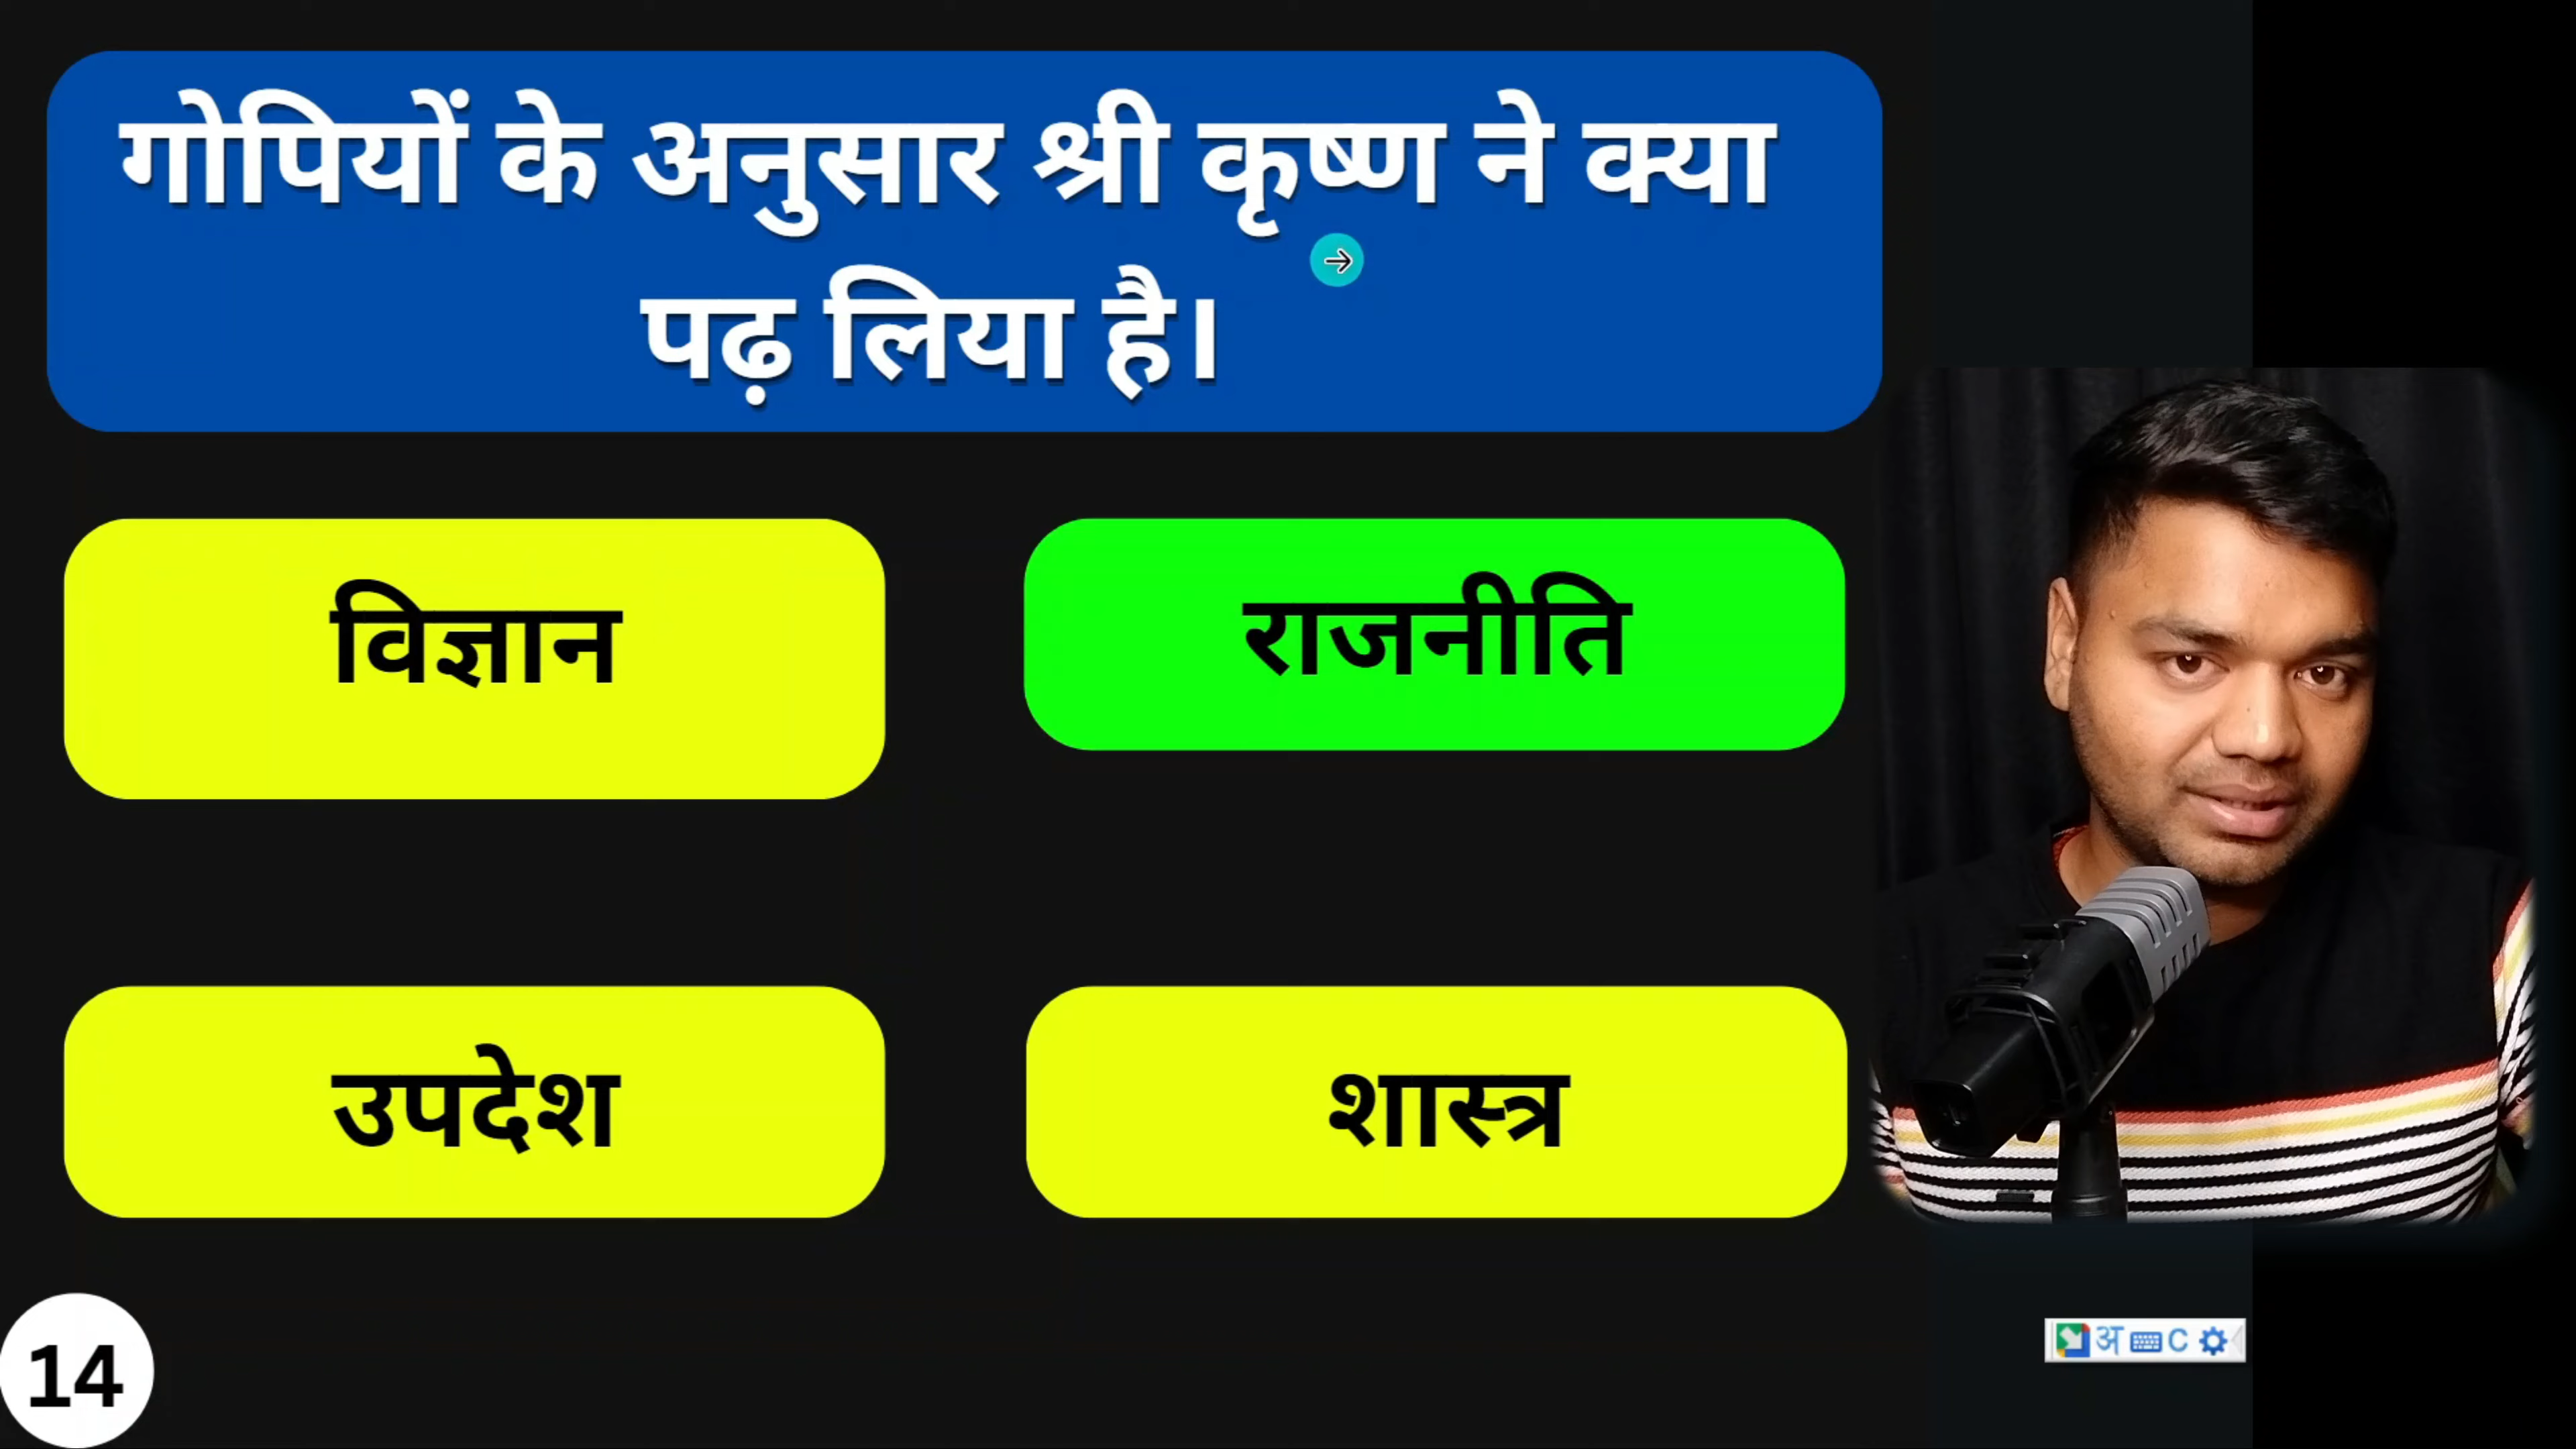 गोपियों के अनुसार श्री कृष्ण ने क्या
पढ़ लिया है।
विज्ञान
राजनीति
उपदेश
शास्त्र
14
अ C